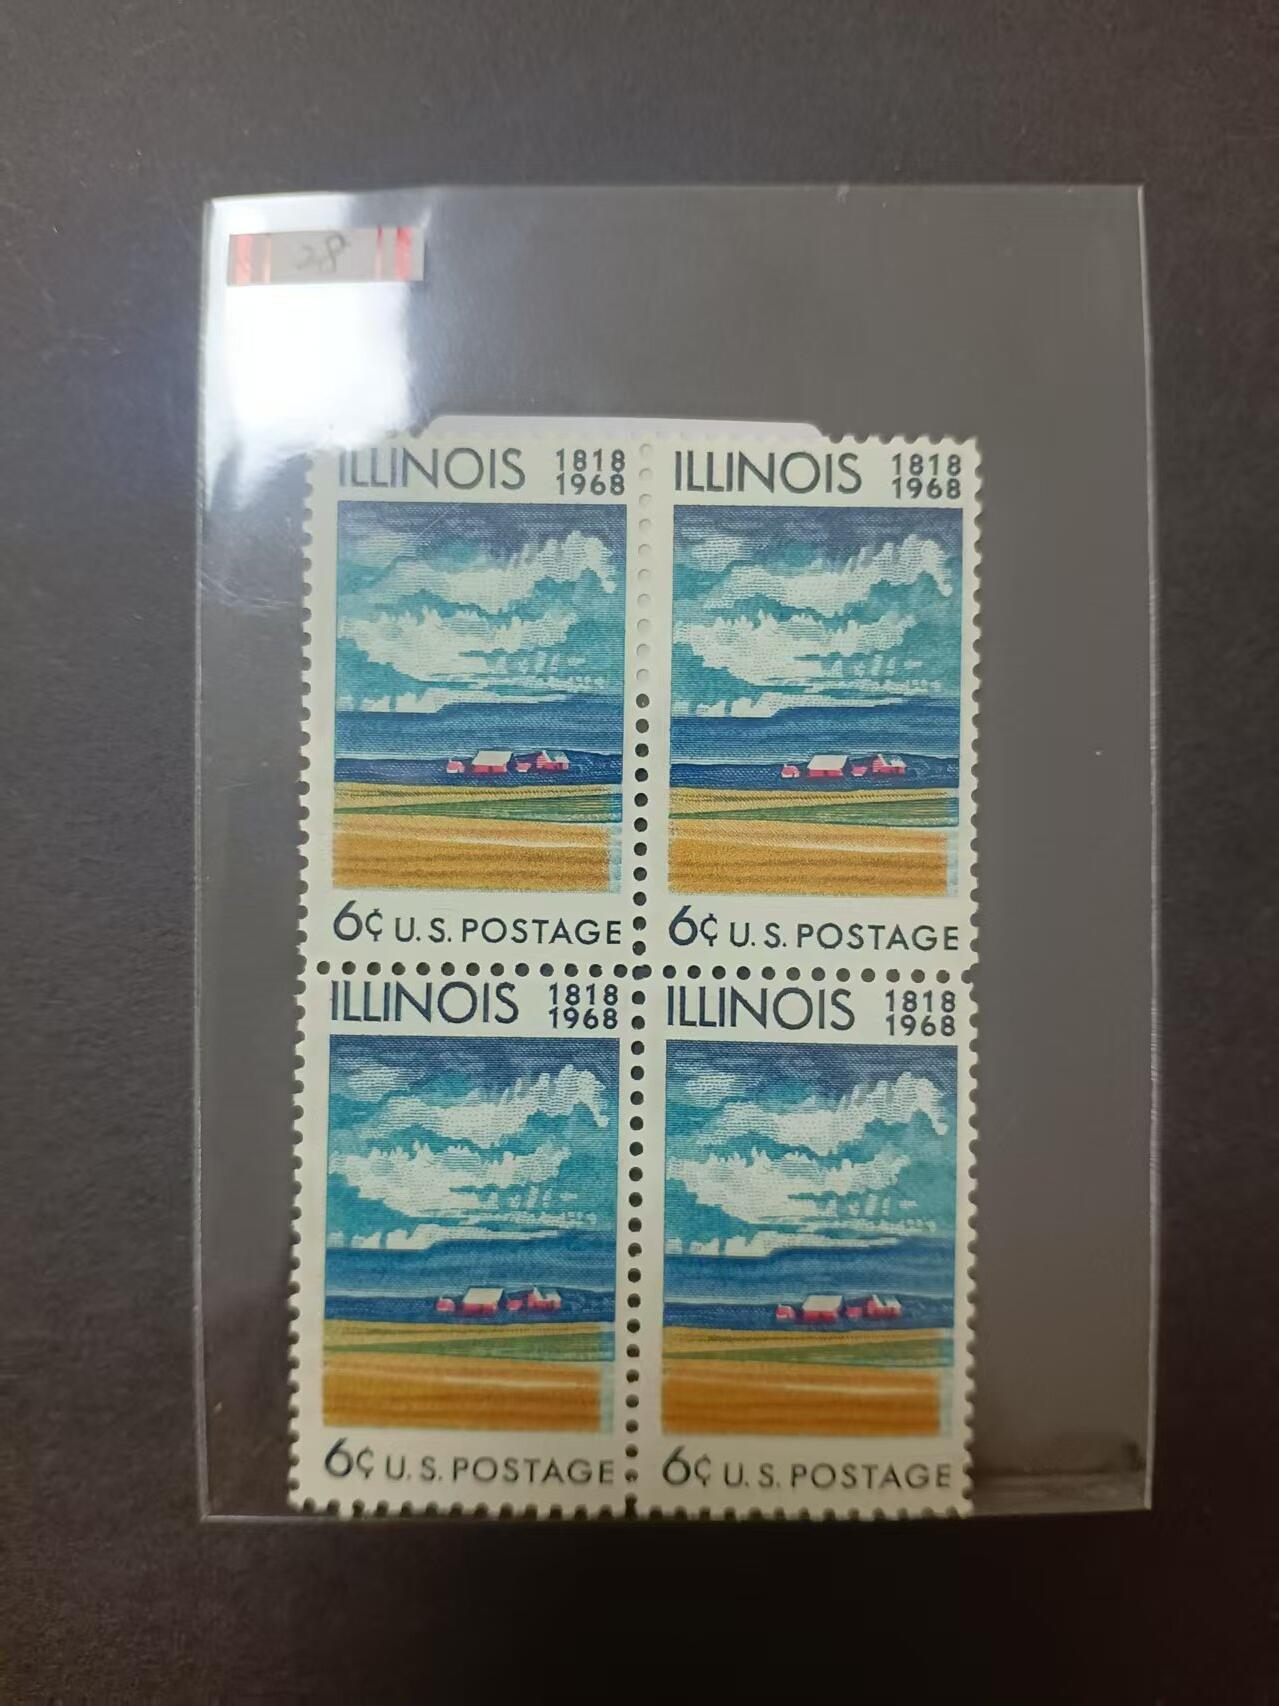 28
ILLINOIS 1818
1968
ILLINOIS 1818
1968
6¢ U.S. POSTAGE
6¢ U.S. POSTAGE
ILLINOIS 1818
1968
ILLINOIS 1818
1968
6¢ U.S. POSTAGE
6¢ U.S. POSTAGE